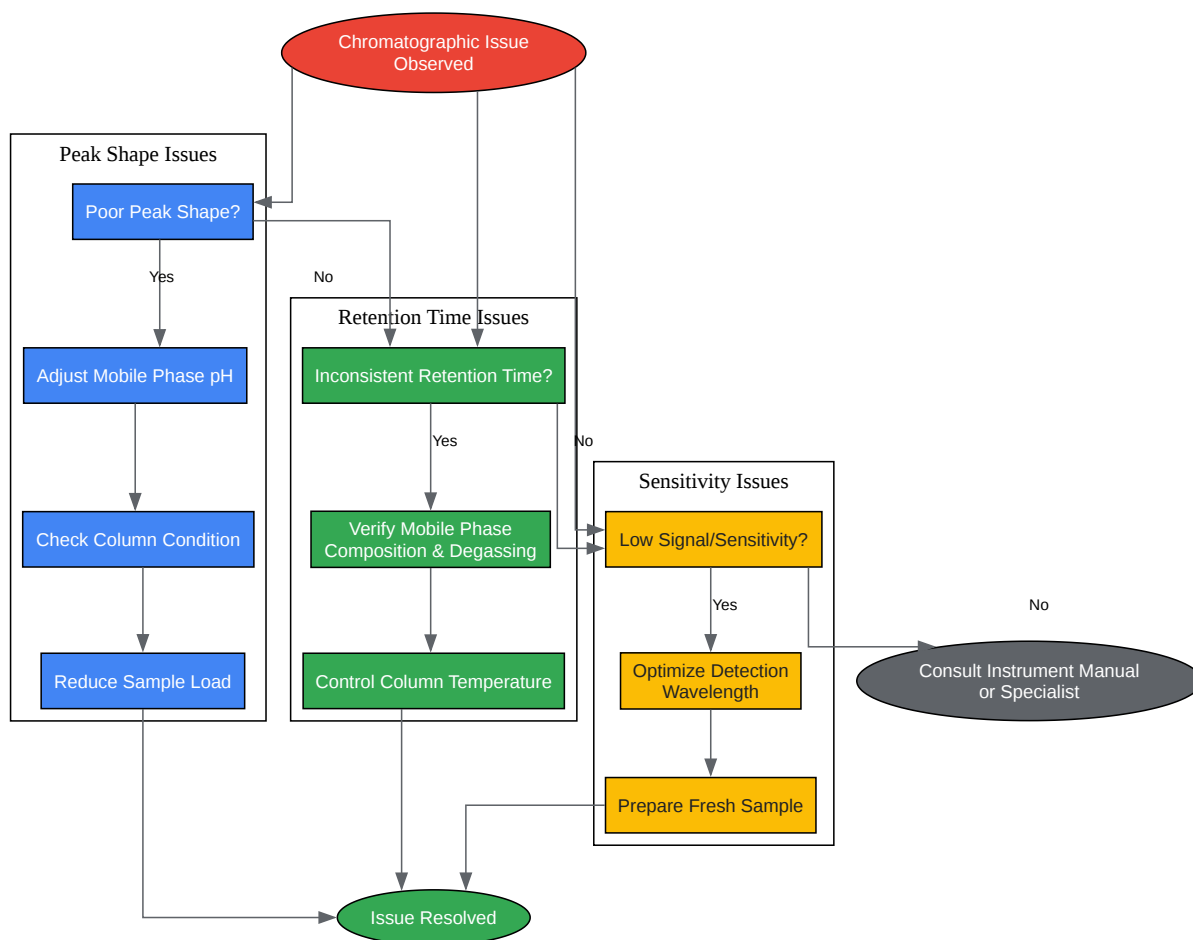 Chromatographic Issue
Observed
Peak Shape Issues
Poor Peak Shape?
Yes
No
Retention Time Issues
Adjust Mobile Phase pH
Inconsistent Retention Time?
Yes
No
Sensitivity Issues
Check Column Condition
Verify Mobile Phase
Composition & Degassing
Low Signal/Sensitivity?
Yes
No
Reduce Sample Load
Control Column Temperature
Optimize Detection
Wavelength
Consult Instrument Manual
or Specialist
Prepare Fresh Sample
Issue Resolved